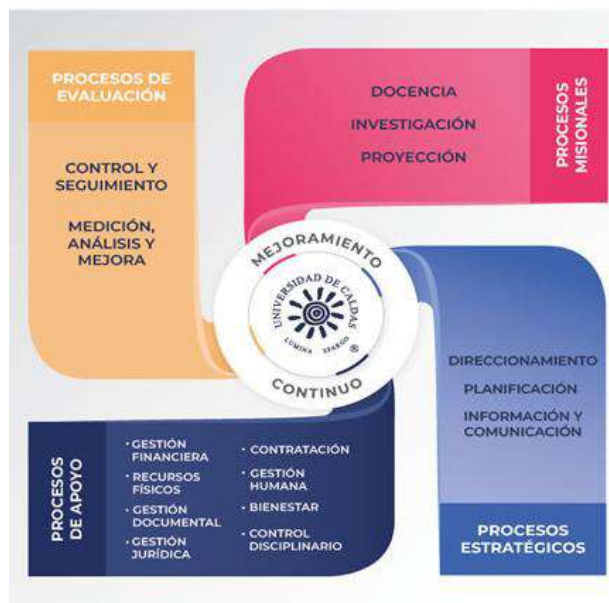 PROCESOS DE
EVALUACIÓN
CONTROL Y
SEGUIMIENTO
MEDICIÓN,
ANÁLISIS Y
MEJORA
DOCENCIA
INVESTIGACIÓN
PROYECCIÓN
PROCESOS
MISIONALES
MEJORAMIENTO
UNIVERSIDAD DE CALDAS
LUMINA SPARGO
®
CONTINUO
DIRECCIONAMIENTO
PLANIFICACIÓN
INFORMACIÓN Y
COMUNICACIÓN
PROCESOS
ESTRATÉGICOS
PROCESOS
DE APOYO
• GESTIÓN
FINANCIERA
• RECURSOS
FÍSICOS
• GESTIÓN
DOCUMENTAL
• GESTIÓN
JURÍDICA
• CONTRATACIÓN
• GESTIÓN
HUMANA
• BIENESTAR
• CONTROL
DISCIPLINARIO